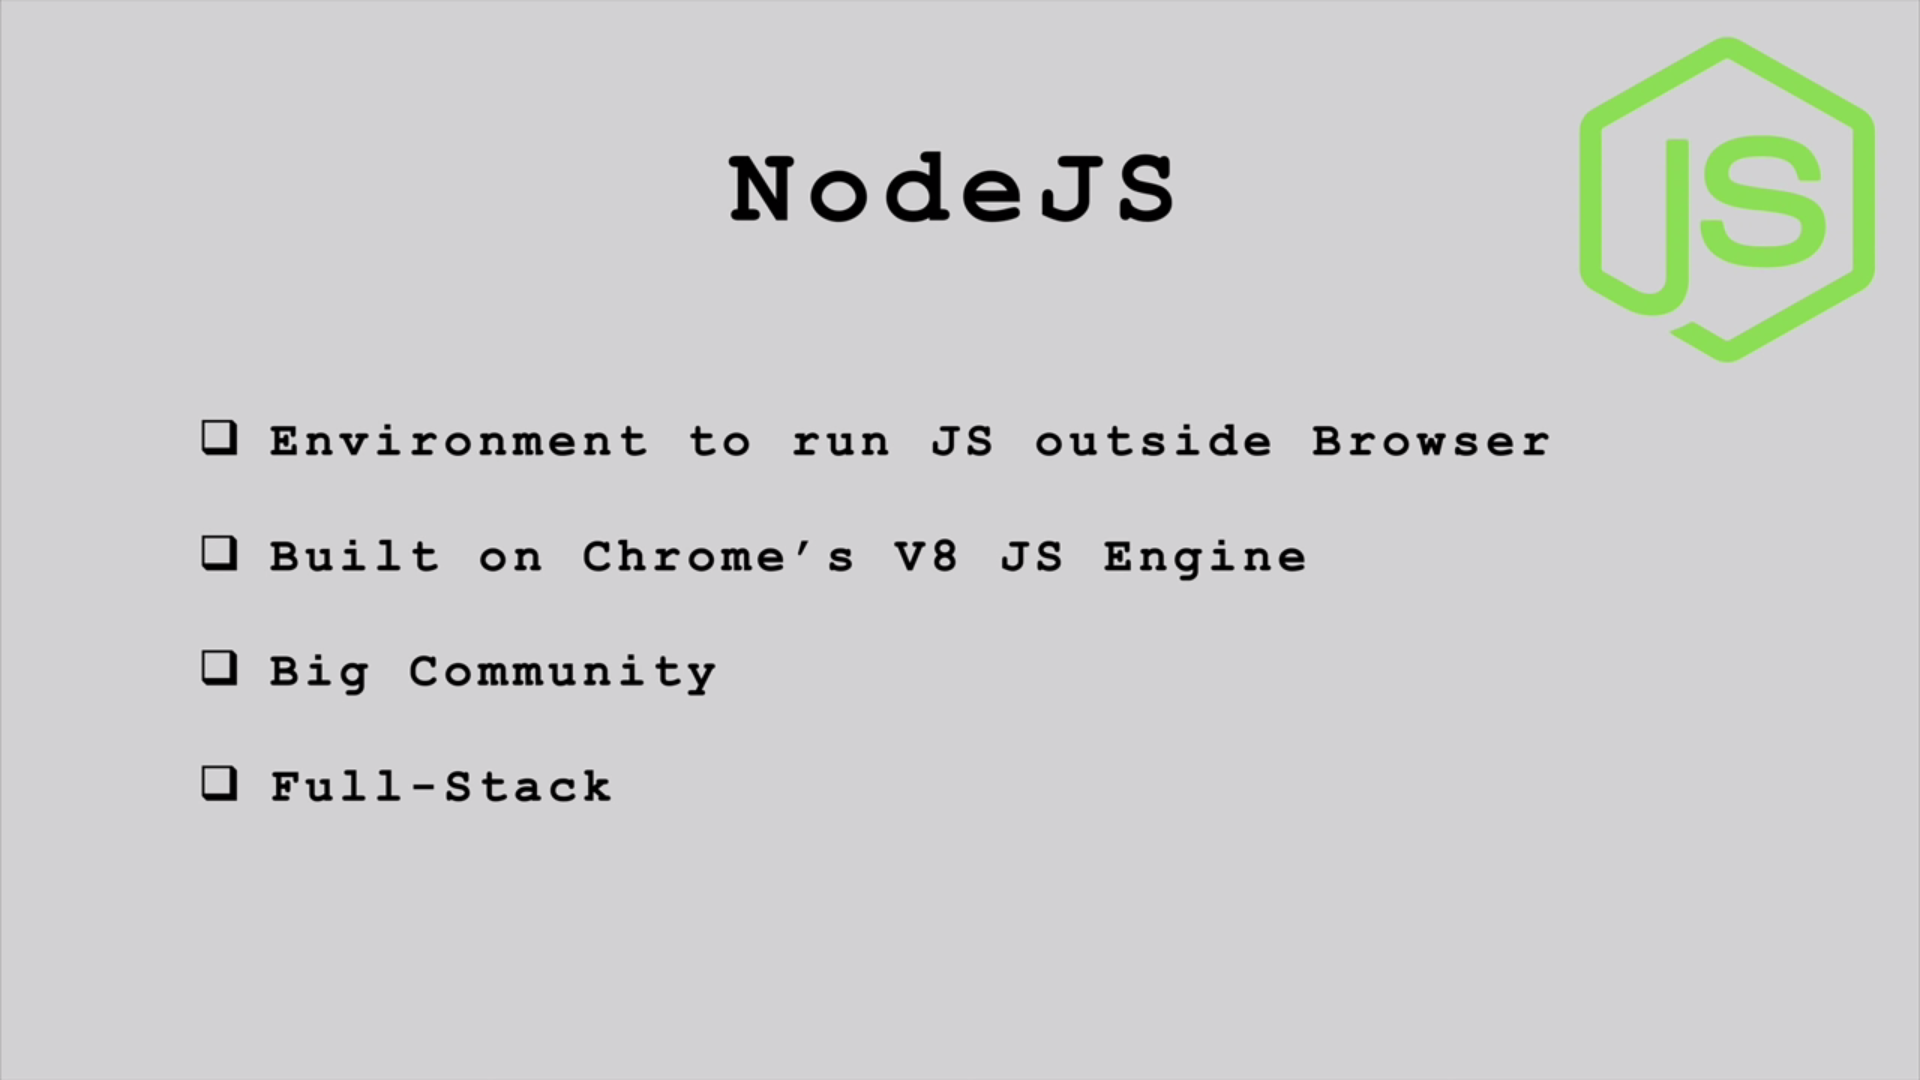 NodeJS
JS
❑ Environment to run JS outside Browser
❑ Built on Chrome’s V8 JS Engine
❑ Big Community
❑ Full-Stack